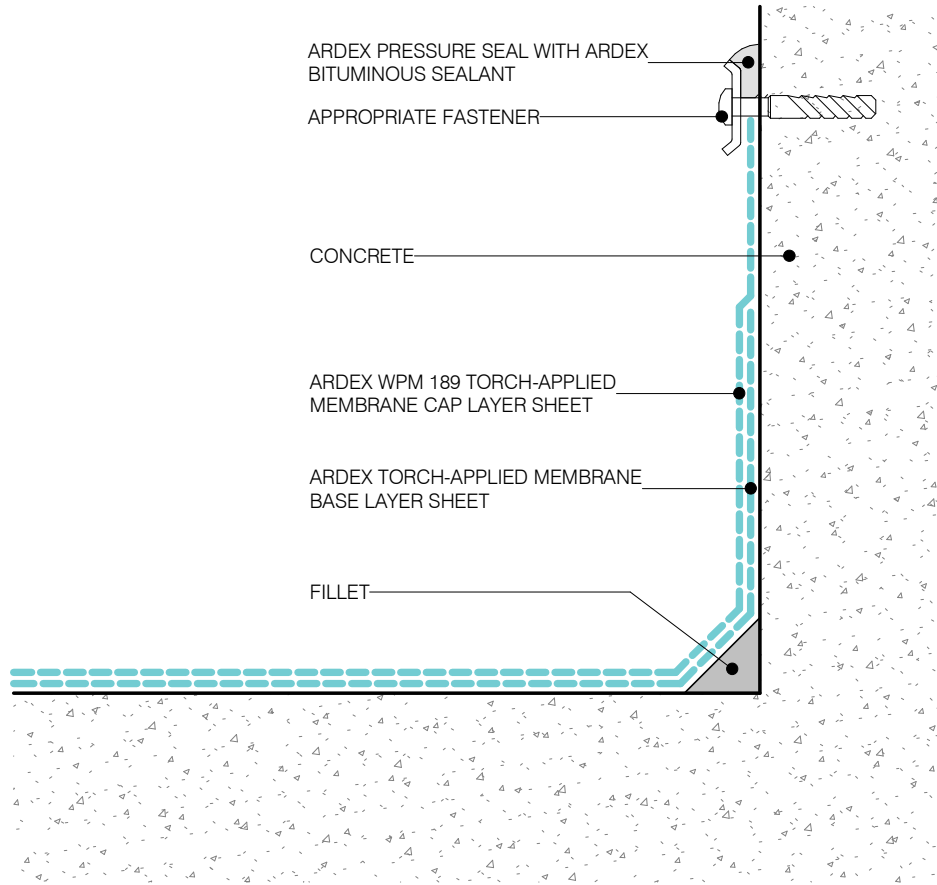 ARDEX PRESSURE SEAL WITH ARDEX
BITUMINOUS SEALANT
APPROPRIATE FASTENER
CONCRETE
ARDEX WPM 189 TORCH-APPLIED
MEMBRANE CAP LAYER SHEET
ARDEX TORCH-APPLIED MEMBRANE
BASE LAYER SHEET
FILLET